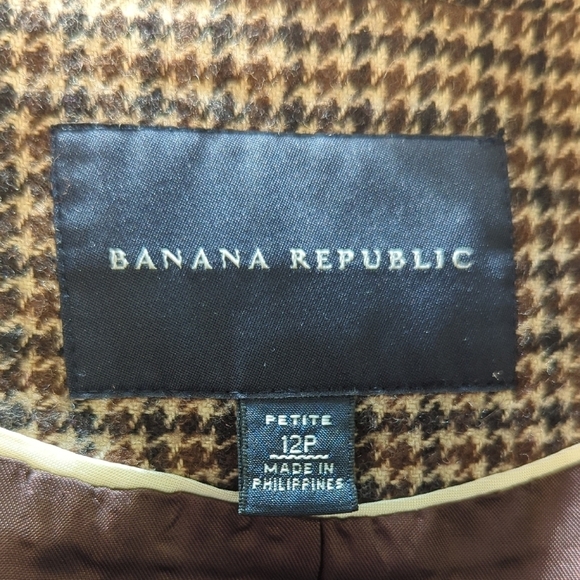 BANANA REPUBLIC
PETITE
12P
MADE IN
PHILIPPINES